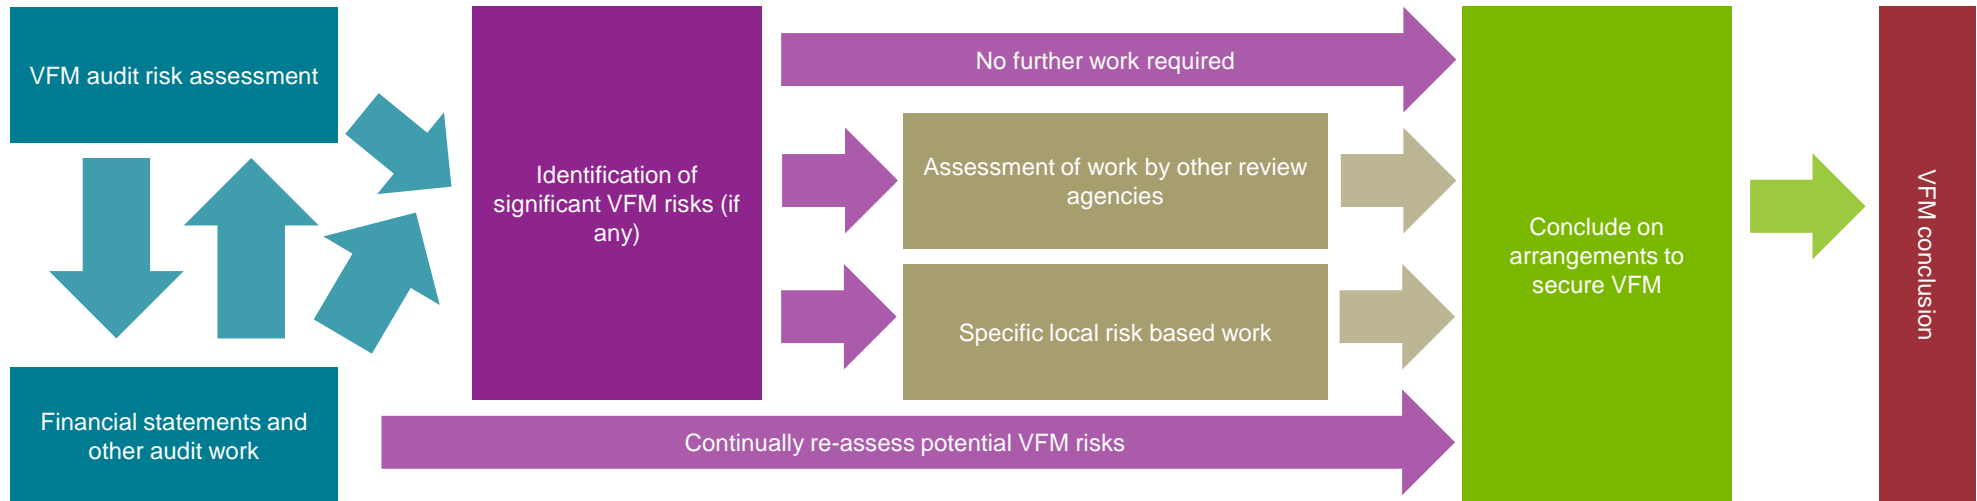 VFM audit risk assessment
Financial statements and
other audit work
Identification of
significant VFM risks (if
any)
No further work required
Assessment of work by other review
agencies
Specific local risk based work
Continually re-assess potential VFM risks
Conclude on
arrangements to
secure VFM
VFM conclusion